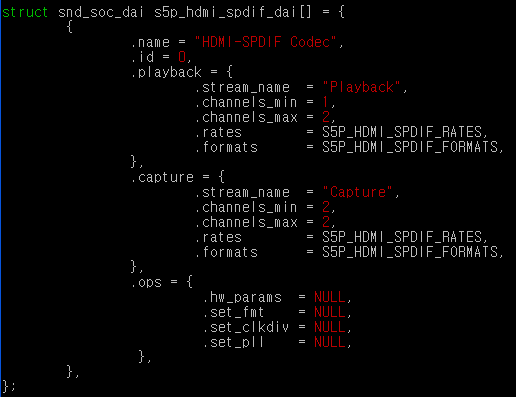 struct snd_soc_dai s5p_hdmi_spdif_dai[] = {
        {
                .name = "HDMI-SPDIF Codec",
                .id = 0,
                .playback = {
                        .stream_name  = "Playback",
                        .channels_min = 1,
                        .channels_max = 2,
                        .rates        = S5P_HDMI_SPDIF_RATES,
                        .formats      = S5P_HDMI_SPDIF_FORMATS,
                },
                .capture = {
                        .stream_name  = "Capture",
                        .channels_min = 2,
                        .channels_max = 2,
                        .rates        = S5P_HDMI_SPDIF_RATES,
                        .formats      = S5P_HDMI_SPDIF_FORMATS,
                },
                .ops = {
                         .hw_params  = NULL,
                         .set_fmt    = NULL,
                         .set_clkdiv = NULL,
                         .set_pll    = NULL,
                 },
        },
};